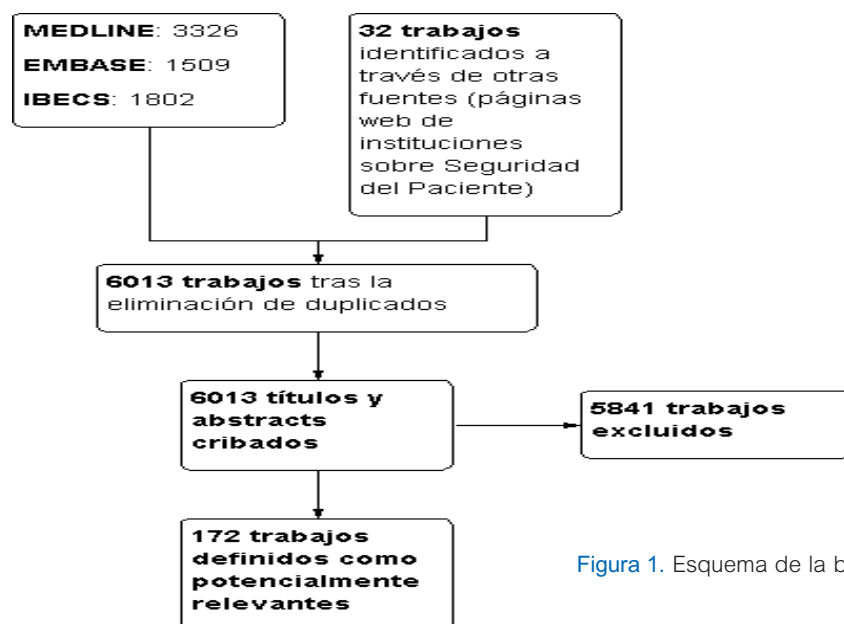 MEDLINE: 3326
EMBASE: 1509
IBECS: 1802
32 trabajos
identificados a
través de otras
fuentes (páginas
web de
instituciones
sobre Seguridad
del Paciente)
6013 trabajos tras la
eliminación de duplicados
6013 títulos y
abstracts
cribados
5841 trabajos
excluidos
172 trabajos
definidos como
potencialmente
relevantes
Figura 1. Esquema de la b